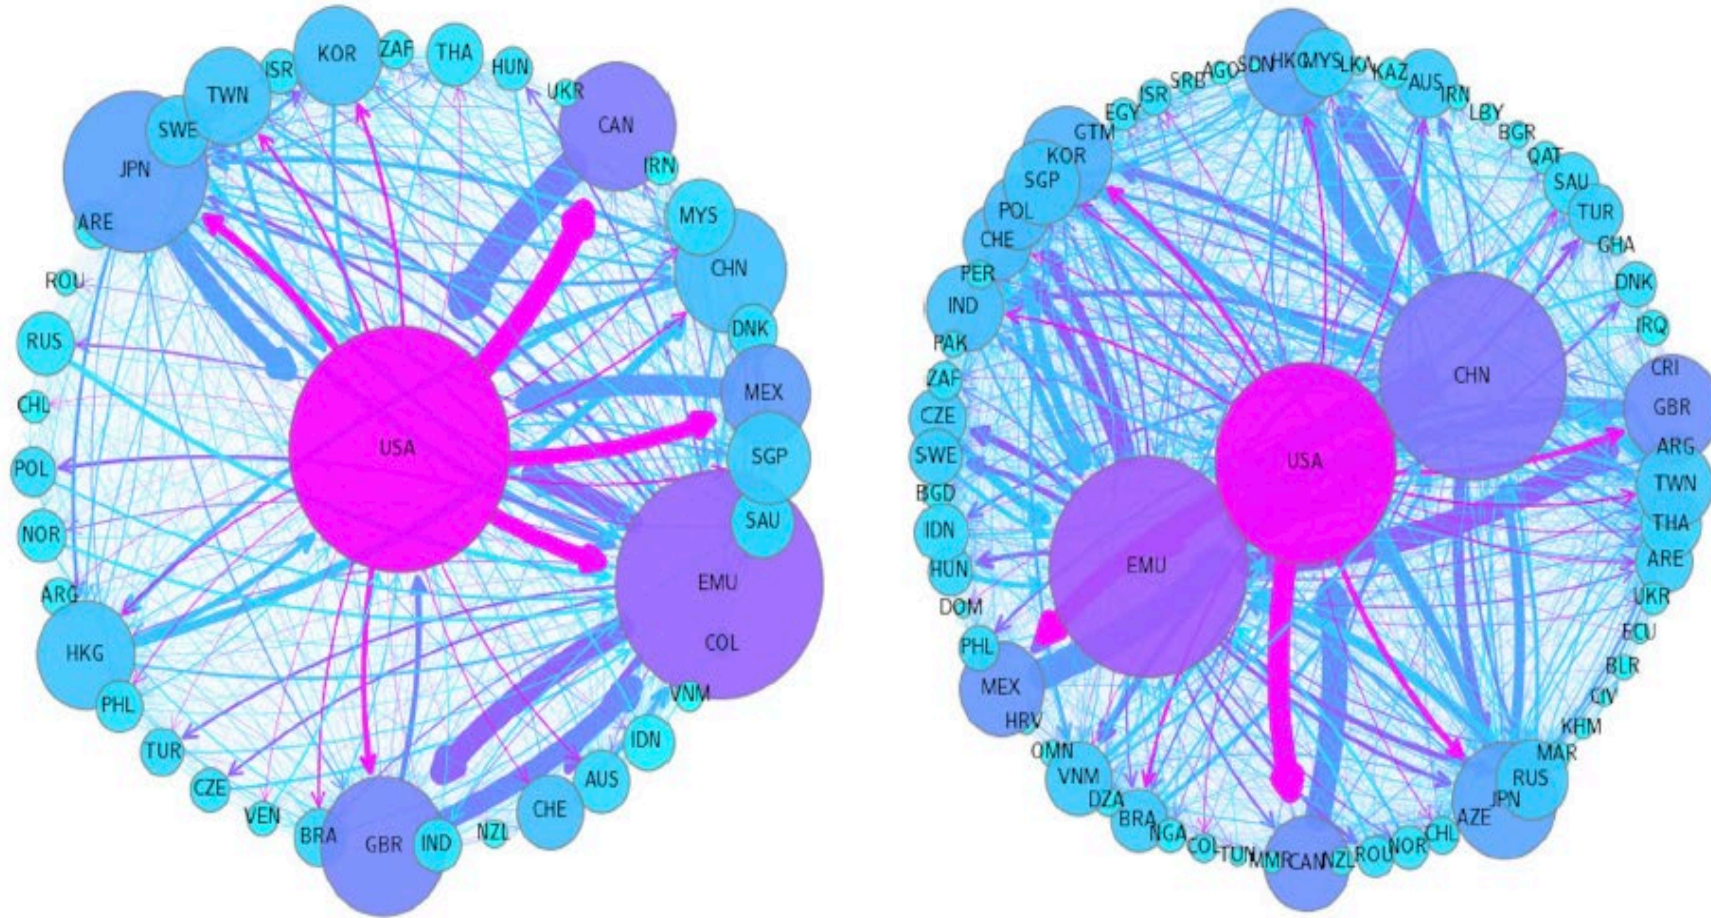 KOR
ZAF
THA
ISR
HUN
UKR
TWN
SWE
CAN
JPN
IRN
ARE
MYS
CHN
ROU
DNK
RUS
MEX
CHL
USA
SGP
POL
SAU
NOR
EMU
ARG
COL
HKG
VNM
PHL
IDN
TUR
AUS
CZE
CHE
VEN
BRA
GBR
IND
NZL
SDN
HKG
MYS
LKA
KAZ
AGO
SRB
ISR
EGY
AUS
IRN
LBY
BGR
GTM
KOR
QAT
SGP
SAU
POL
TUR
CHE
GHA
PER
DNK
IND
IRQ
PAK
CHN
CRI
ZAF
GBR
CZE
ARG
SWE
USA
TWN
BGD
THA
IDN
ARE
HUN
EMU
UKR
DOM
ECU
PHL
BLR
MEX
CIV
HRV
KHM
OMN
MAR
VNM
RUS
DZA
JPN
BRA
AZE
NGA
CHL
COL
NOR
TUN
ROU
MMR
CAN
NZL